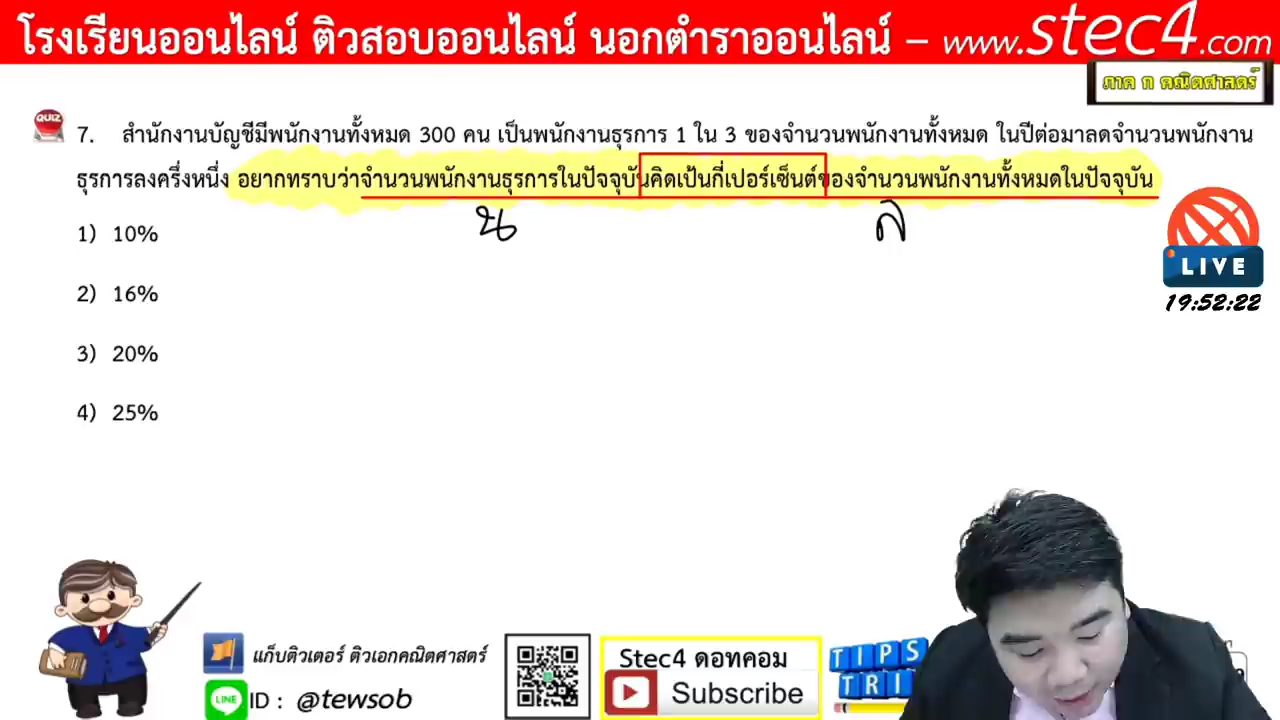 โรงเรียนออนไลน์ ติวสอบออนไลน์ นอกตำราออนไลน์ – www.stec4.com
ภาค ก คณิตศาสตร์
QUIZ
7. สำนักงานบัญชีมีพนักงานทั้งหมด 300 คน เป็นพนักงานธุรการ 1 ใน 3 ของจำนวนพนักงานทั้งหมด ในปีต่อมาลดจำนวนพนักงาน
ธุรการลงครึ่งหนึ่ง อยากทราบว่าจำนวนพนักงานธุรการในปัจจุบันคิดเป้นกี่เปอร์เซ็นต์ของจำนวนพนักงานทั้งหมดในปัจจุบัน
น
1) 10%
2) 16%
3) 20%
4) 25%
LIVE
19:52:22
แก็บติวเตอร์ ติวเอกคณิตศาสตร์
LINE ID : @tewsob
Stec4 ดอทคอม
Subscribe
TIPS
TRI